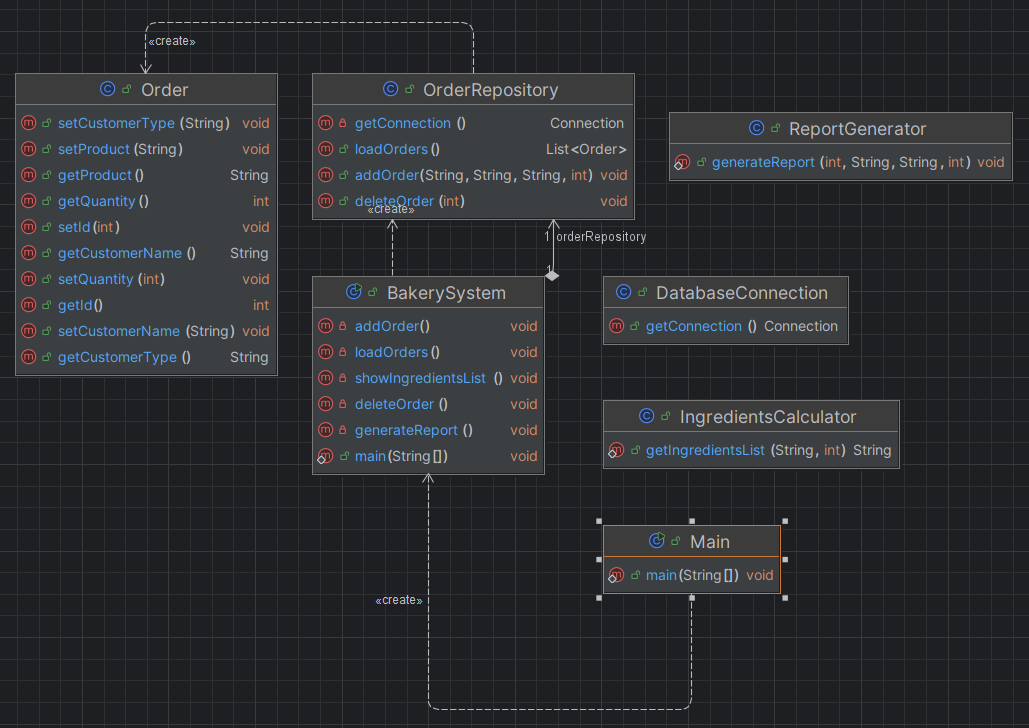 «create»
Order
setCustomerType (String) void
setProduct (String) void
getProduct () String
getQuantity () int
setId (int) void
getCustomerName () String
setQuantity (int) void
getId() int
setCustomerName (String) void
getCustomerType () String
OrderRepository
getConnection () Connection
loadOrders () List<Order>
addOrder(String, String, String, int) void
deleteOrder (int) void
«create»
1 orderRepository
1
ReportGenerator
generateReport (int, String, String, int) void
BakerySystem
addOrder() void
loadOrders () void
showIngredientsList () void
deleteOrder () void
generateReport () void
main(String[]) void
DatabaseConnection
getConnection () Connection
IngredientsCalculator
getIngredientsList (String, int) String
Main
main(String[]) void
«create»